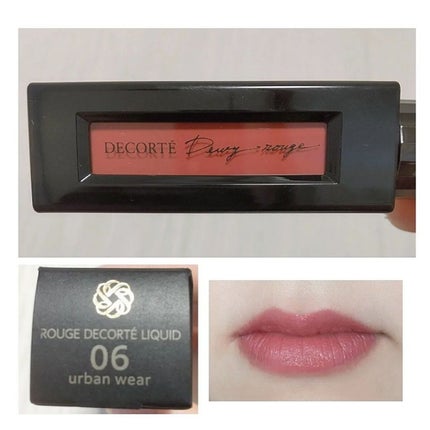 DECORTÉ Dewy rouge
ROUGE DECORTÉ LIQUID
06
urban wear